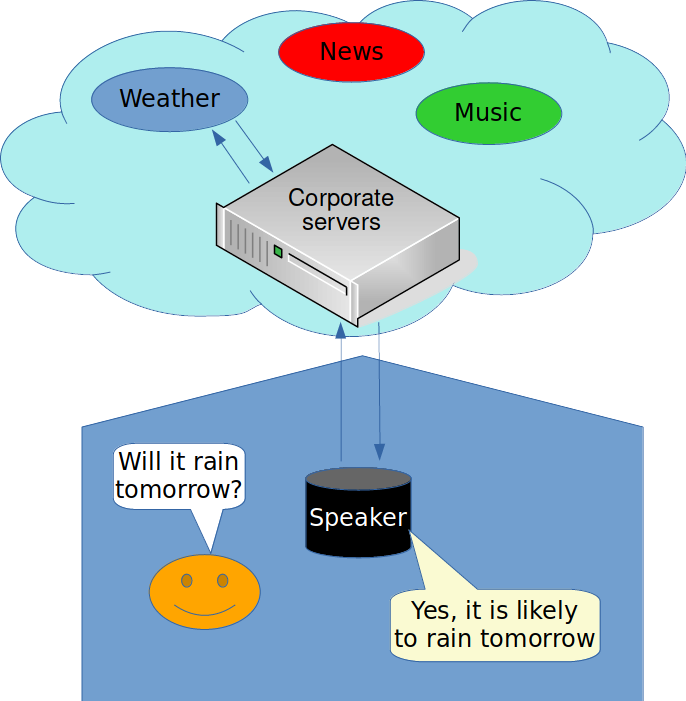 News
Weather
Music
Corporate
servers
Will it rain
tomorrow?
Speaker
Yes, it is likely
to rain tomorrow